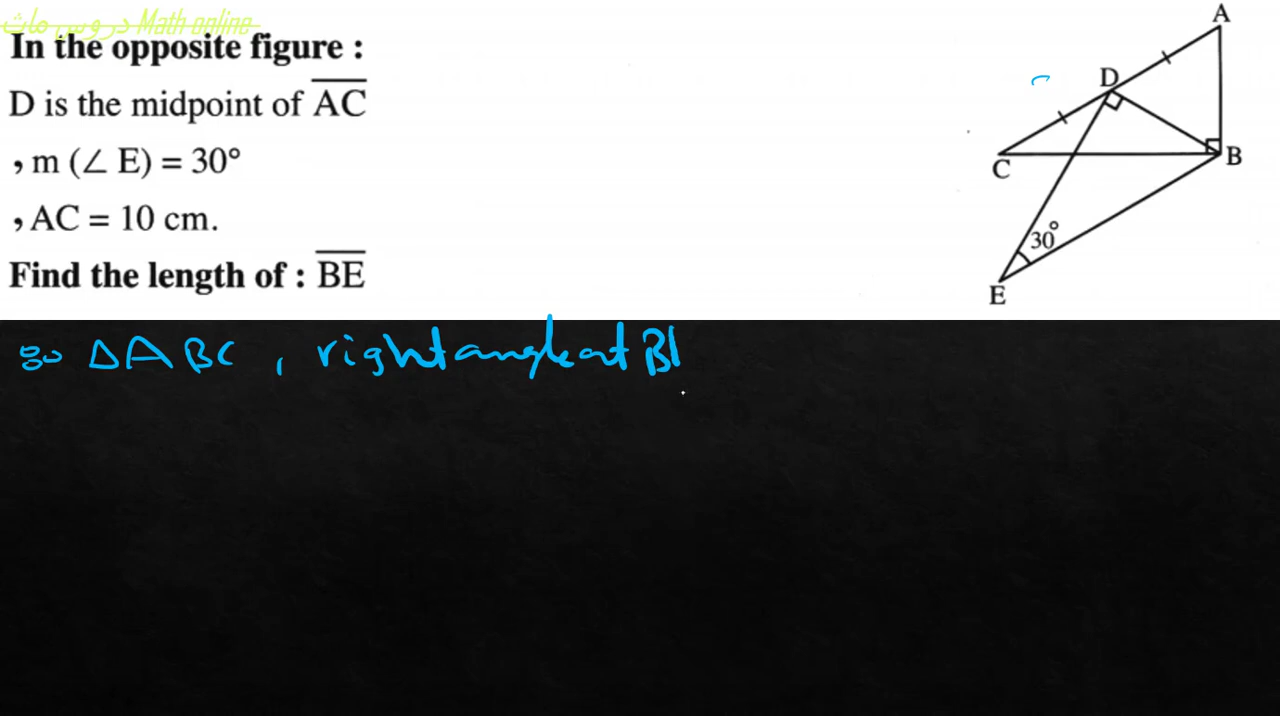 دروس ماث Math online
In the opposite figure :
D is the midpoint of AC
, m (∠ E) = 30°
, AC = 10 cm.
Find the length of : BE
A
D
C
B
30°
E
∵ △ABC , right angle at B